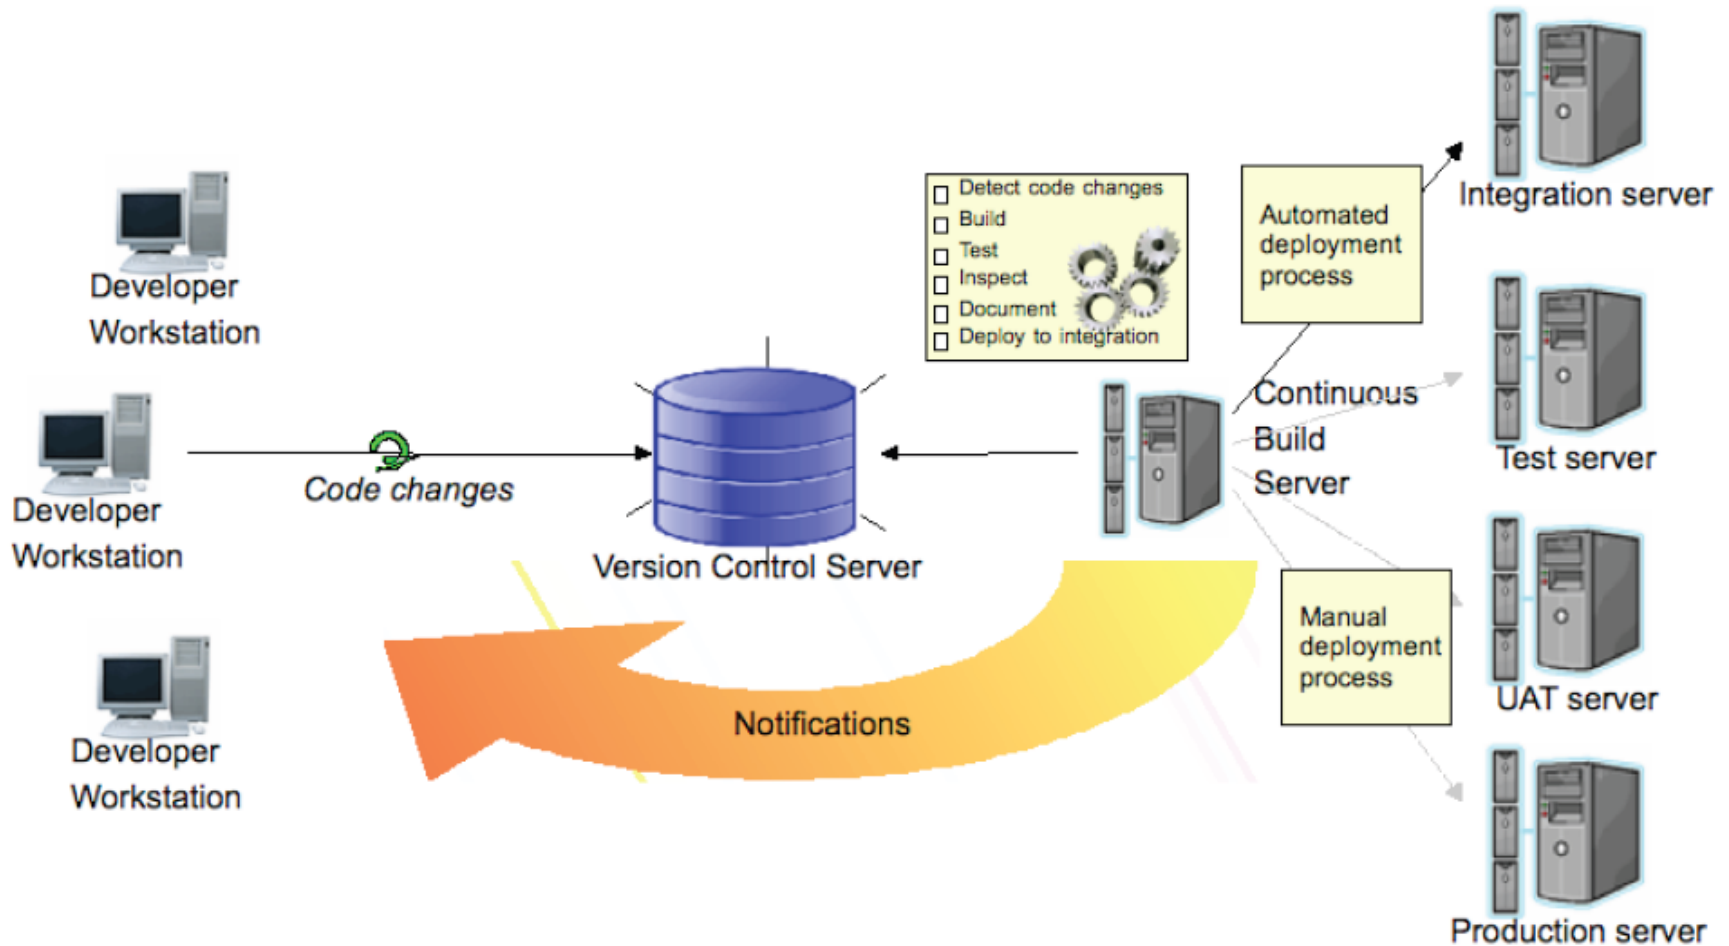 Developer
Workstation
Developer
Workstation
Developer
Workstation
Code changes
Version Control Server
Notifications
Detect code changes
Build
Test
Inspect
Document
Deploy to integration
Continuous
Build
Server
Automated
deployment
process
Manual
deployment
process
Integration server
Test server
UAT server
Production server